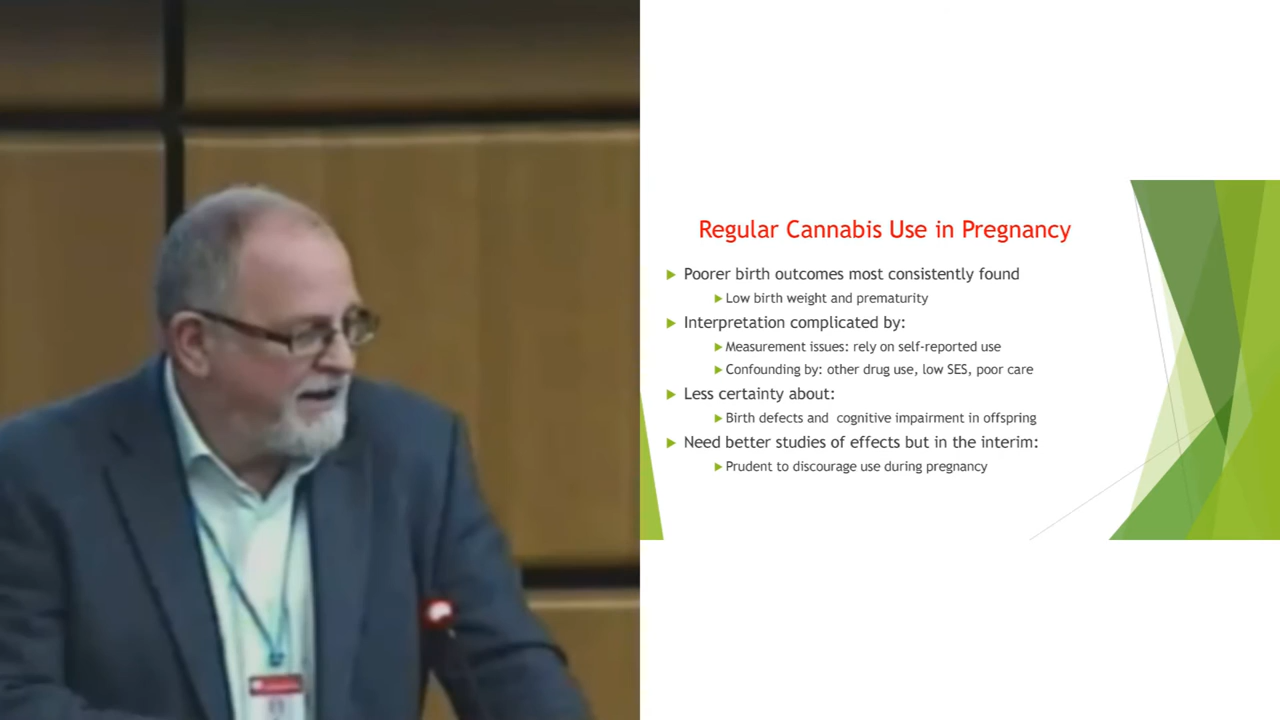 Regular Cannabis Use in Pregnancy
Poorer birth outcomes most consistently found
Low birth weight and prematurity
Interpretation complicated by:
Measurement issues: rely on self-reported use
Confounding by: other drug use, low SES, poor care
Less certainty about:
Birth defects and cognitive impairment in offspring
Need better studies of effects but in the interim:
Prudent to discourage use during pregnancy